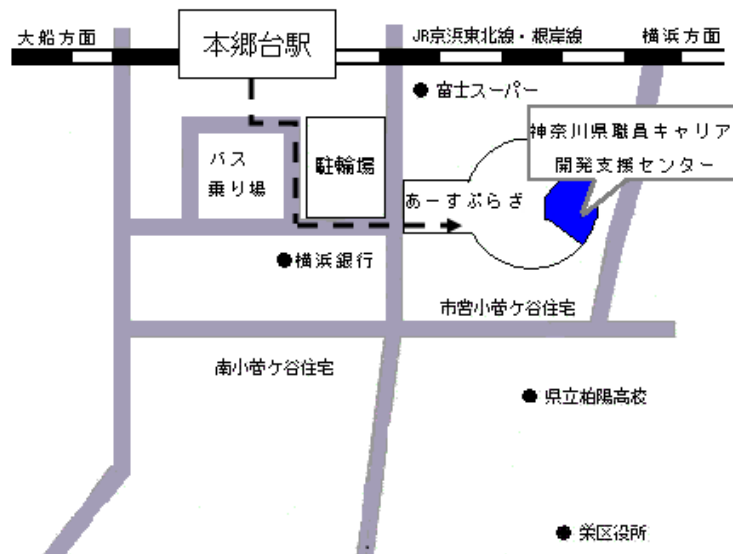 大船方面
本郷台駅
JR京浜東北線・根岸線
横浜方面
富士スーパー
神奈川県職員キャリア
開発支援センター
バス
乗り場
駐輪場
あーすぷらざ
横浜銀行
市営小菅ケ谷住宅
南小菅ケ谷住宅
県立柏陽高校
栄区役所